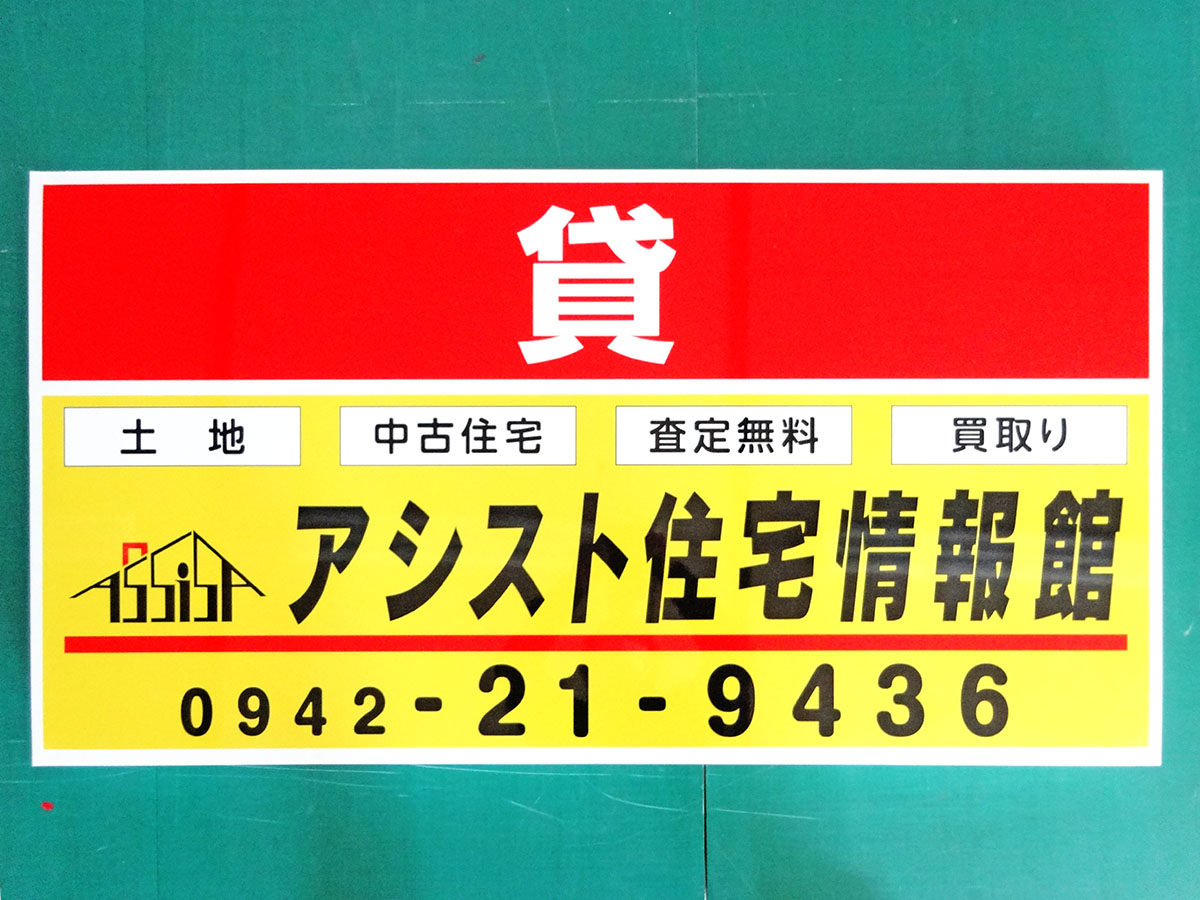 貸
土 地 中古住宅 査定無料 買取り
ASSiST アシスト住宅情報館
0942-21-9436